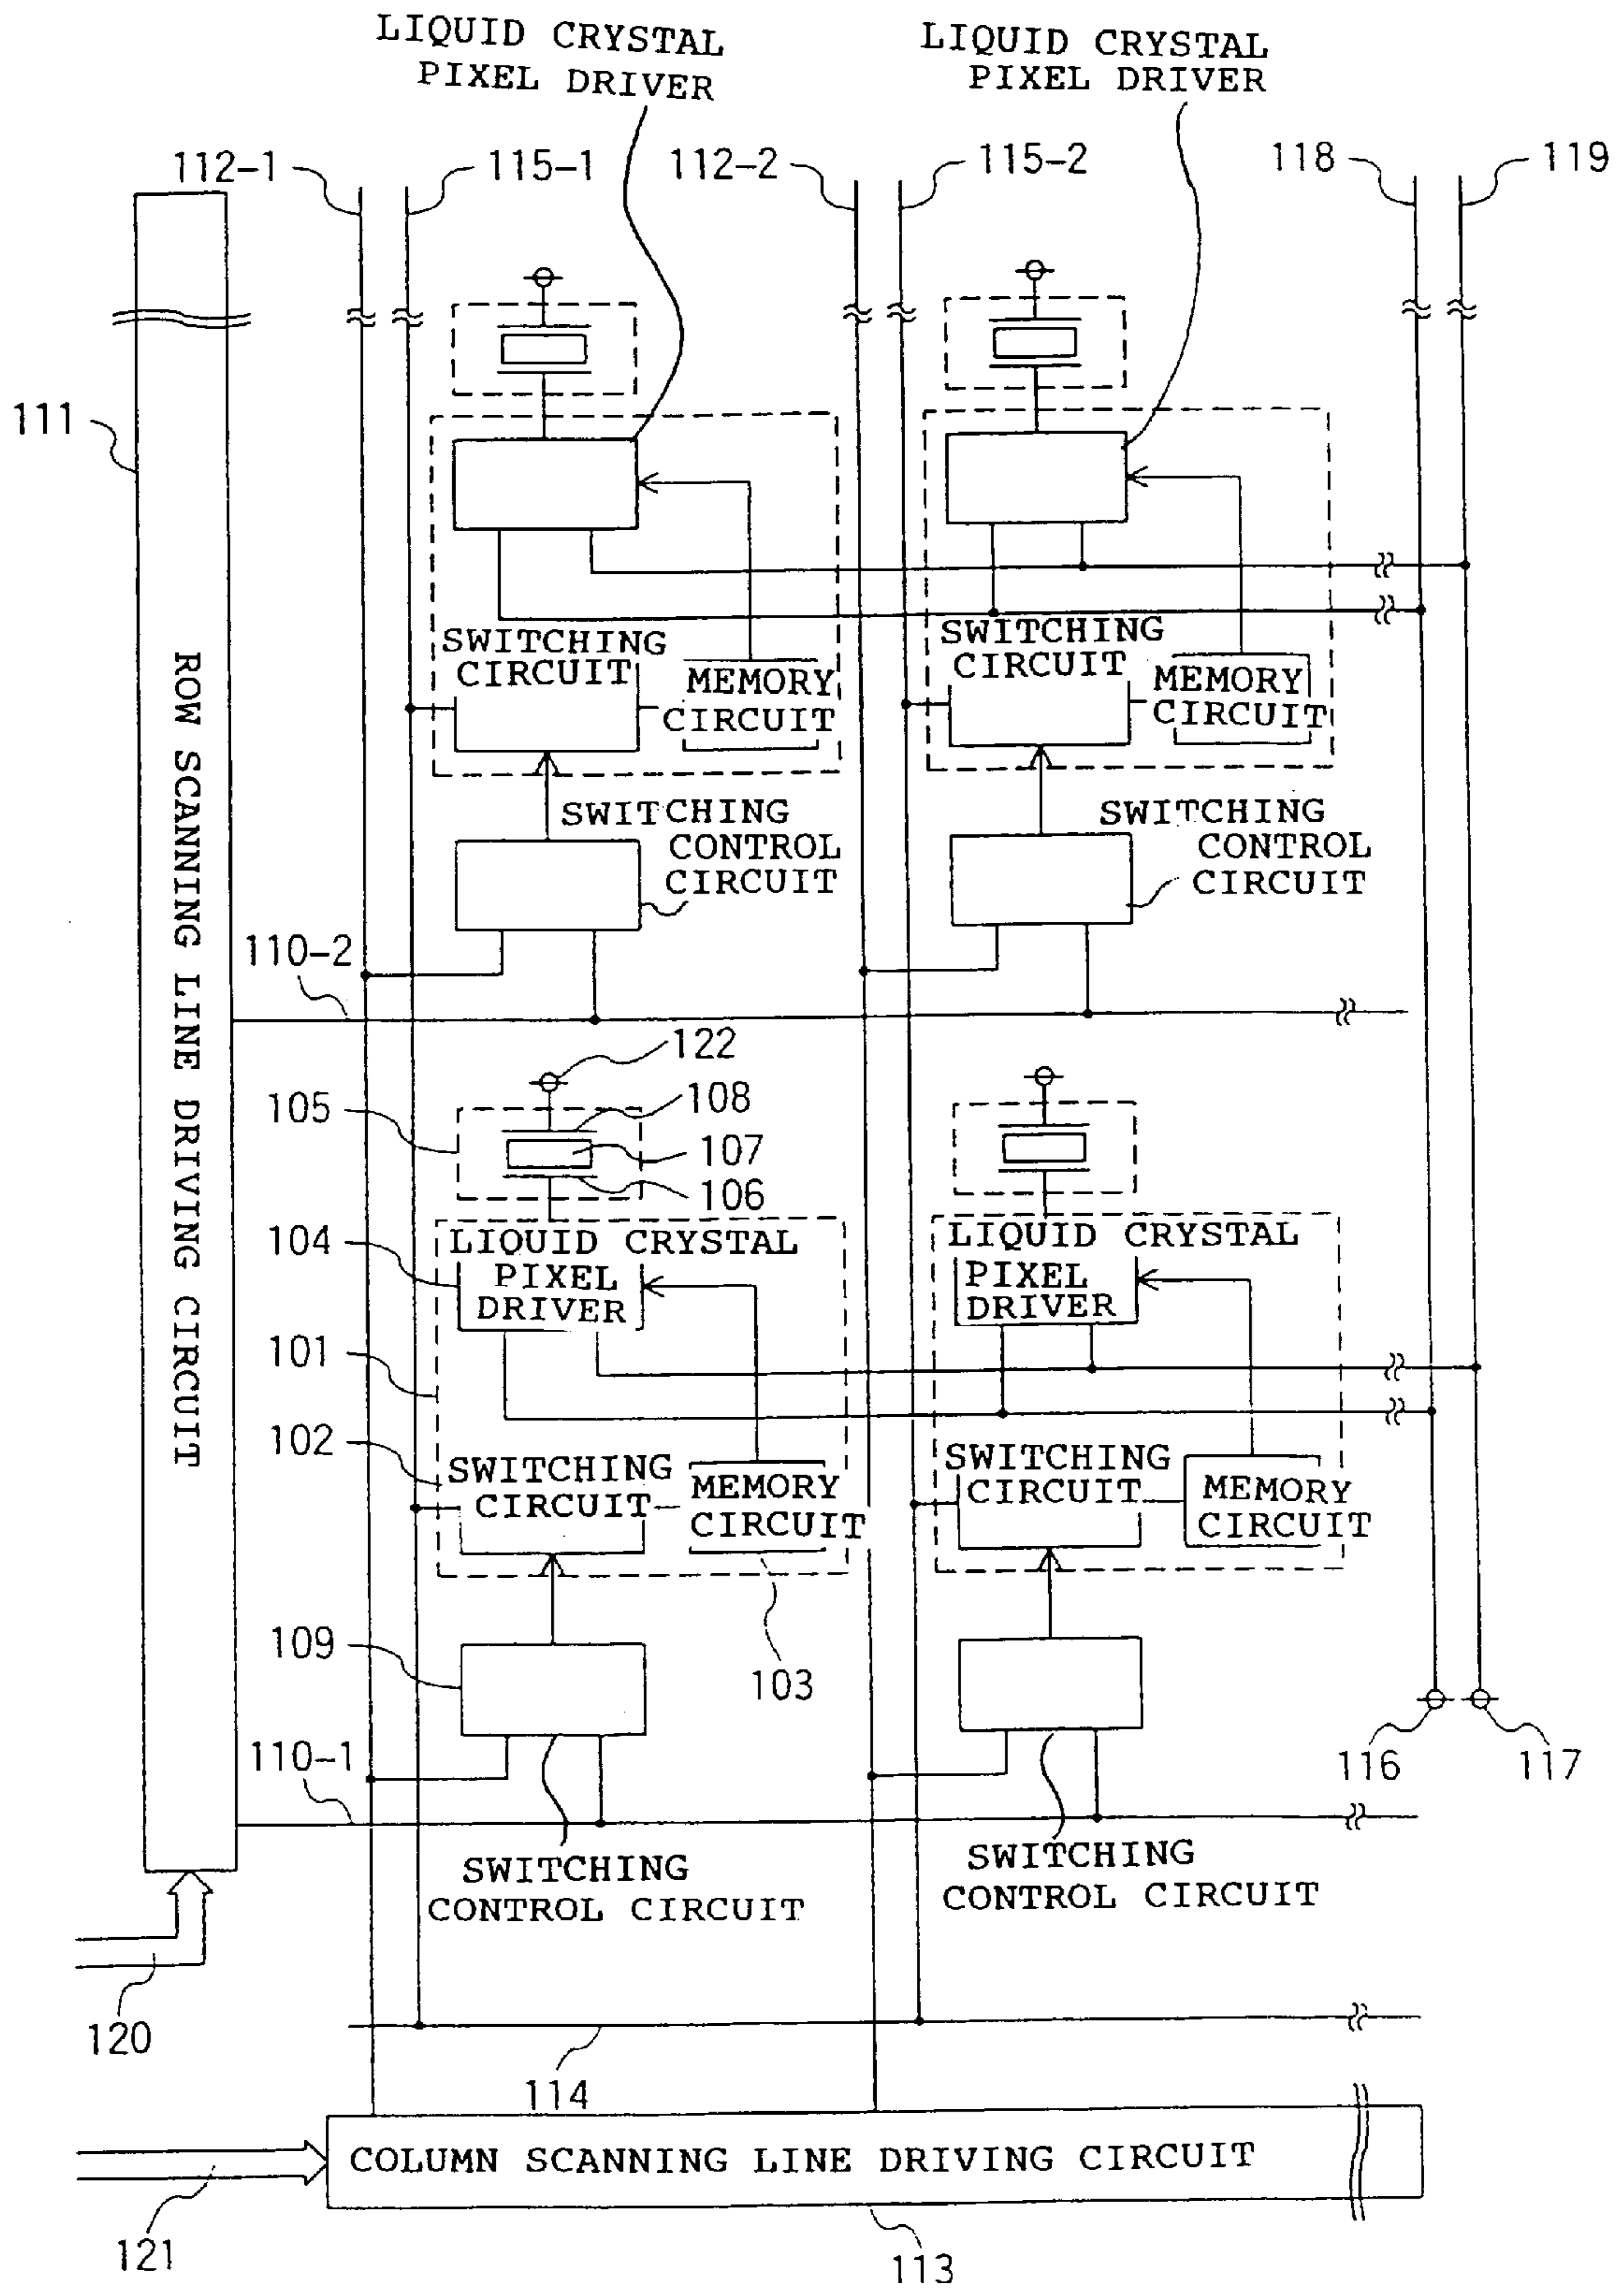 LIQUID CRYSTAL
PIXEL DRIVER
LIQUID CRYSTAL
PIXEL DRIVER
112-1
115-1
112-2
115-2
118
119
111
ROW SCANNING LINE DRIVING CIRCUIT
SWITCHING
CIRCUIT
MEMORY
CIRCUIT
SWITCHING
CIRCUIT
MEMORY
CIRCUIT
SWITCHING
CONTROL
CIRCUIT
SWITCHING
CONTROL
CIRCUIT
110-2
122
105
108
107
106
104
LIQUID CRYSTAL
PIXEL
DRIVER
LIQUID CRYSTAL
PIXEL
DRIVER
101
102
SWITCHING
CIRCUIT
MEMORY
CIRCUIT
SWITCHING
CIRCUIT
MEMORY
CIRCUIT
109
103
110-1
116
117
SWITCHING
CONTROL CIRCUIT
SWITCHING
CONTROL CIRCUIT
120
114
COLUMN SCANNING LINE DRIVING CIRCUIT
121
113